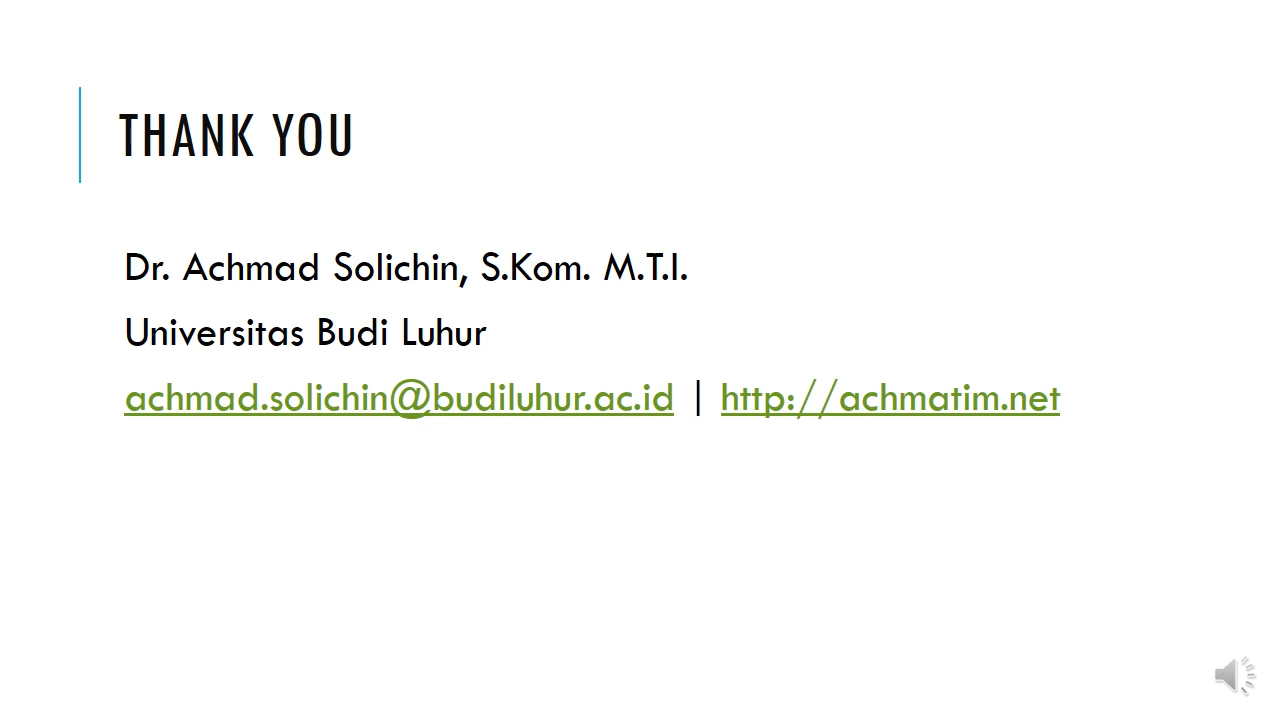 THANK YOU
Dr. Achmad Solichin, S.Kom. M.T.I.
Universitas Budi Luhur
achmad.solichin@budiluhur.ac.id | http://achmatim.net